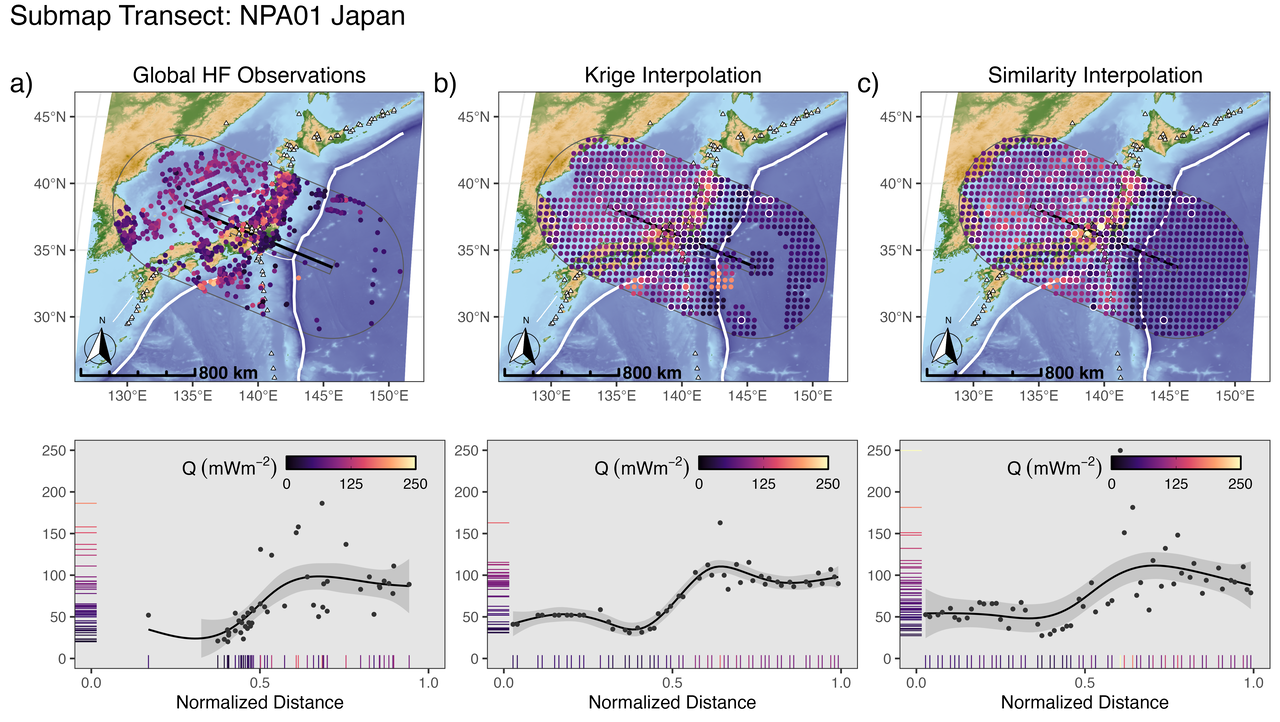 Submap Transect: NPA01 Japan
a) Global HF Observations b) Krige Interpolation c) Similarity Interpolation
45°N 45°N 45°N
40°N 40°N 40°N
35°N 35°N 35°N
30°N 30°N 30°N
N N N
800 km 800 km 800 km
130°E 135°E 140°E 145°E 150°E 130°E 135°E 140°E 145°E 150°E 130°E 135°E 140°E 145°E 150°E
250 250 250
Q (mWm⁻²) Q (mWm⁻²) Q (mWm⁻²)
0 125 250 0 125 250 0 125 250
200 200 200
150 150 150
100 100 100
50 50 50
0 0 0
0.0 0.5 1.0 0.0 0.5 1.0 0.0 0.5 1.0
Normalized Distance Normalized Distance Normalized Distance